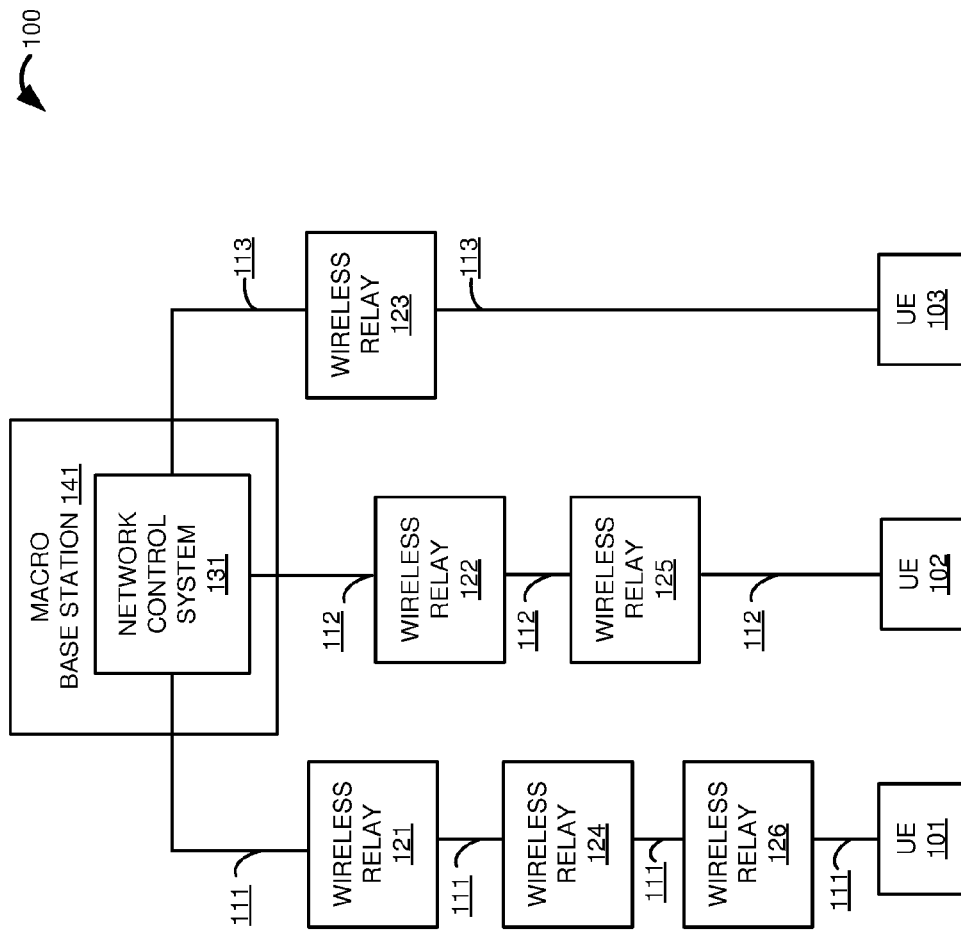 100
MACRO
BASE STATION 141
NETWORK
CONTROL
SYSTEM
131
111
112
113
WIRELESS
RELAY
121
WIRELESS
RELAY
122
WIRELESS
RELAY
123
111
112
113
WIRELESS
RELAY
124
WIRELESS
RELAY
125
111
112
WIRELESS
RELAY
126
111
UE
101
UE
102
UE
103